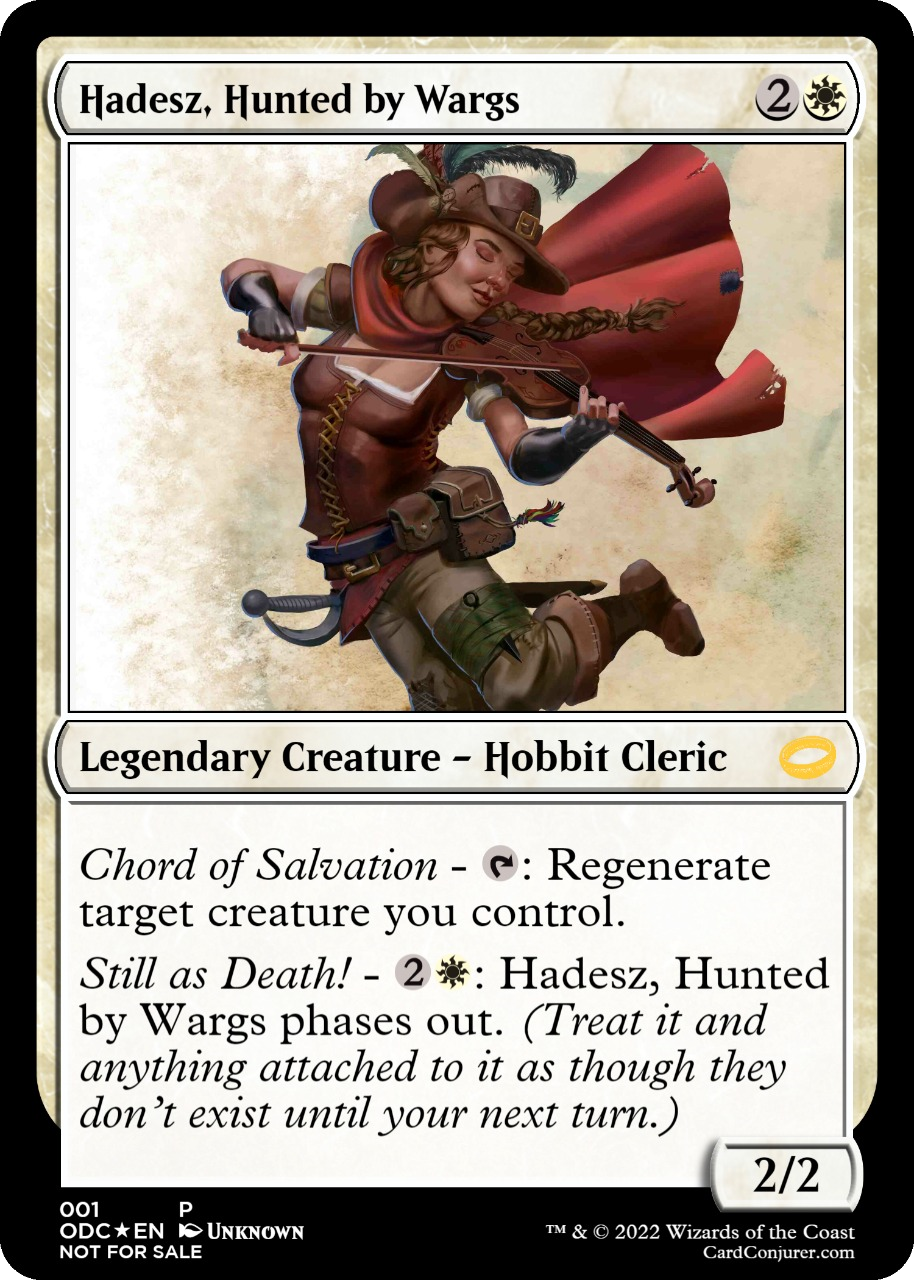 Hadesz, Hunted by Wargs 2
Legendary Creature – Hobbit Cleric
Chord of Salvation - : Regenerate
target creature you control.
Still as Death! - 2 : Hadesz, Hunted
by Wargs phases out. (Treat it and
anything attached to it as though they
don't exist until your next turn.)
2/2
001 P
ODC★EN Unknown ™ & © 2022 Wizards of the Coast
NOT FOR SALE CardConjurer.com